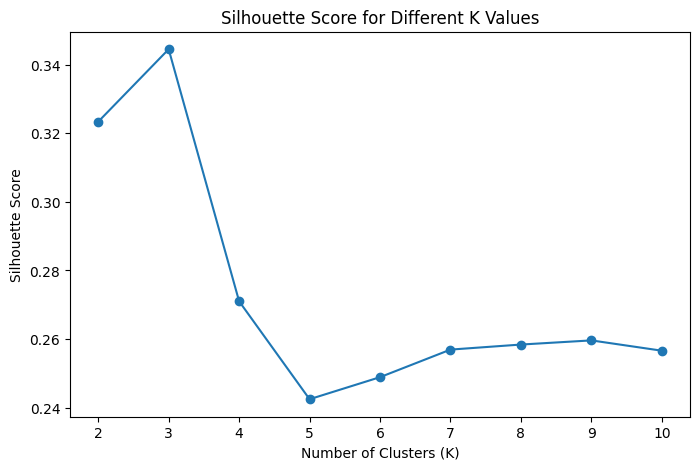 Silhouette Score for Different K Values
Silhouette Score
0.34
0.32
0.30
0.28
0.26
0.24
2 3 4 5 6 7 8 9 10
Number of Clusters (K)